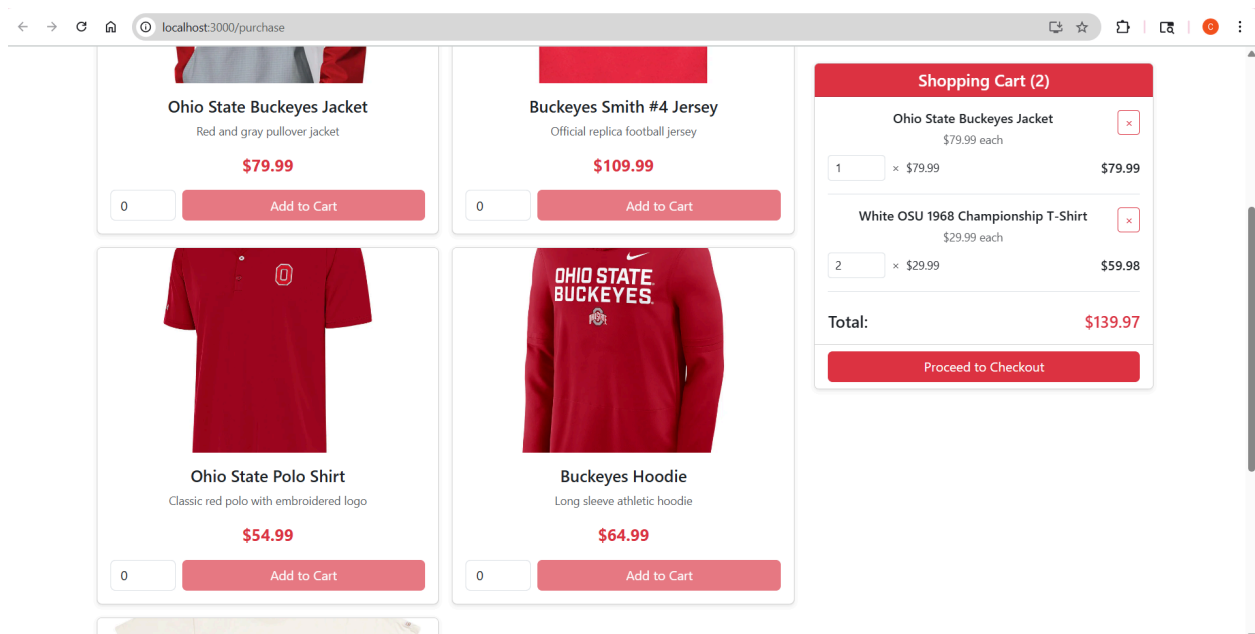 localhost:3000/purchase
C
Ohio State Buckeyes Jacket
Red and gray pullover jacket
$79.99
0
Add to Cart
Buckeyes Smith #4 Jersey
Official replica football jersey
$109.99
0
Add to Cart
OHIO STATE
BUCKEYES
Ohio State Polo Shirt
Classic red polo with embroidered logo
$54.99
0
Add to Cart
Buckeyes Hoodie
Long sleeve athletic hoodie
$64.99
0
Add to Cart
Shopping Cart (2)
Ohio State Buckeyes Jacket
×
$79.99 each
1 × $79.99 $79.99
White OSU 1968 Championship T-Shirt
×
$29.99 each
2 × $29.99 $59.98
Total: $139.97
Proceed to Checkout